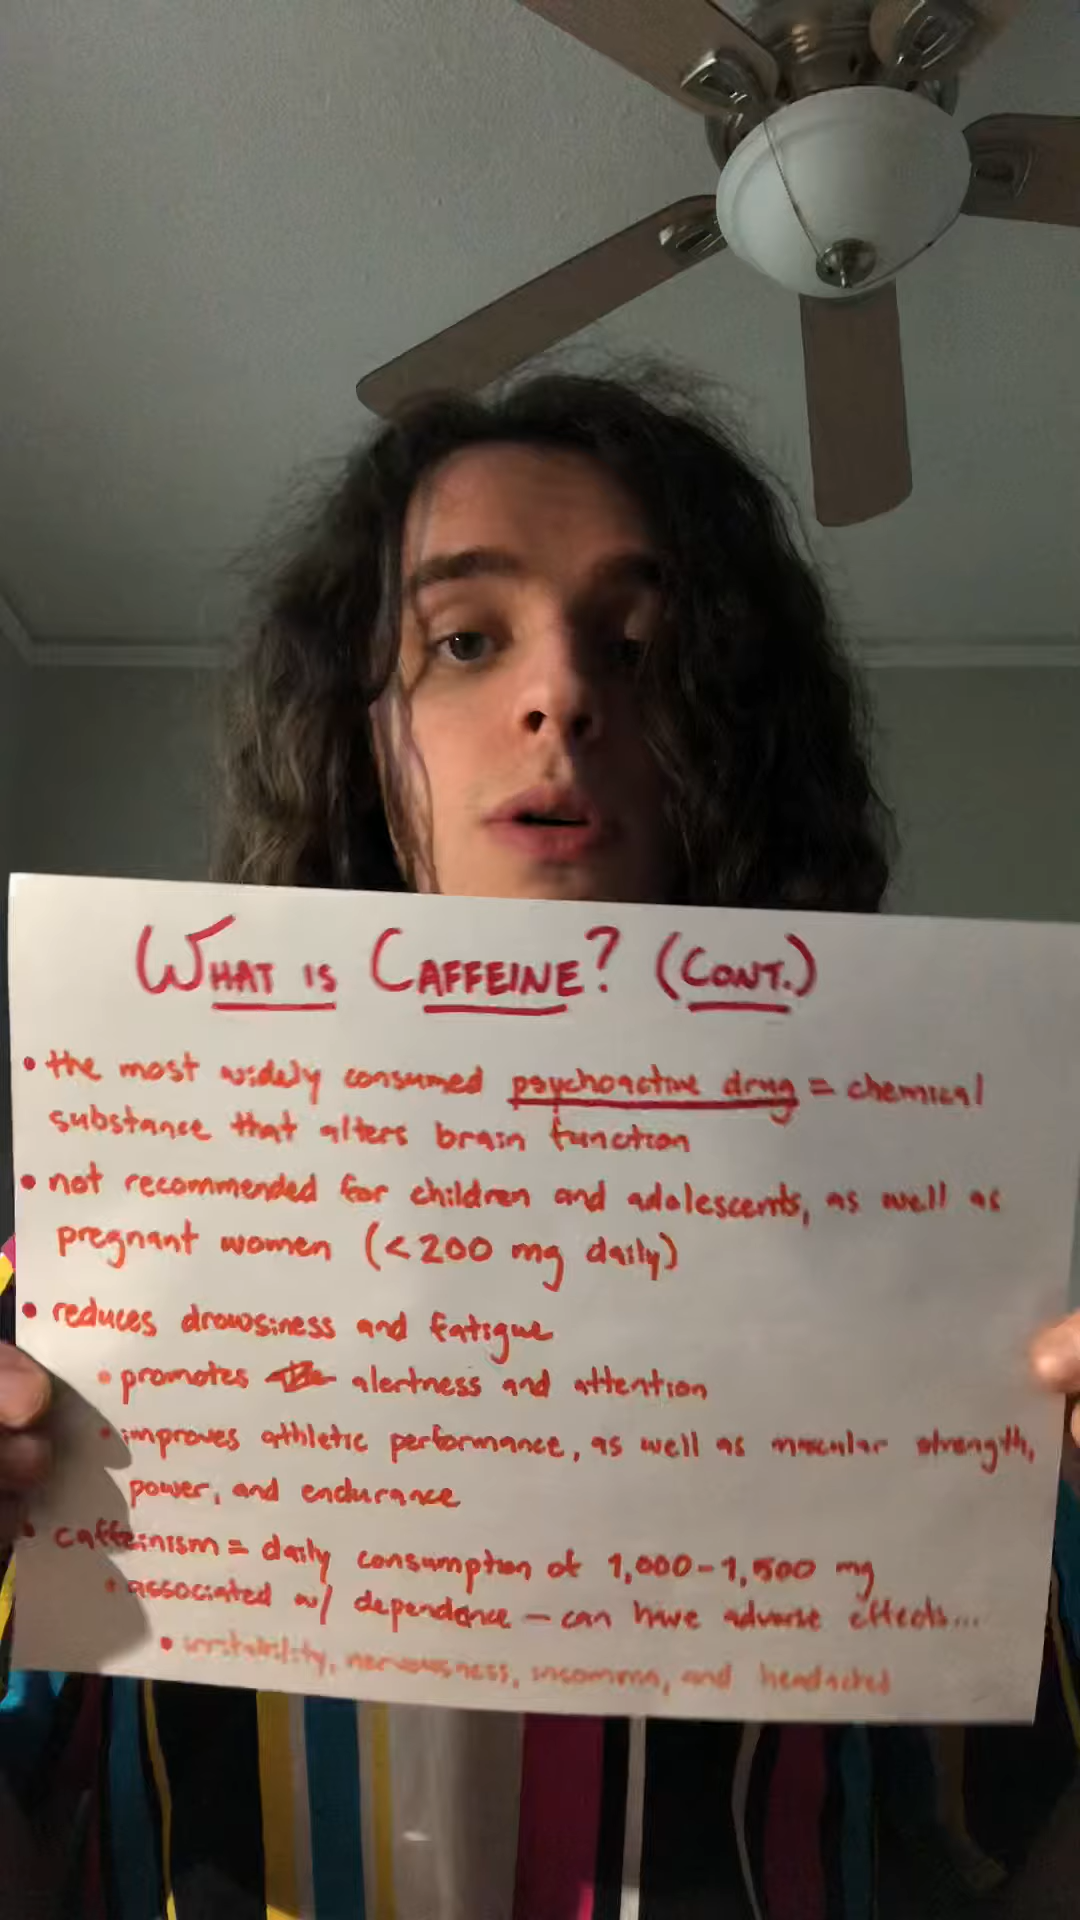 WHAT IS CAFFEINE? (CONT.)
• the most widely consumed psychoactive drug = chemical
substance that alters brain function
• not recommended for children and adolescents, as well as
pregnant women (<200 mg daily)
• reduces drowsiness and fatigue
• promotes alertness and attention
• improves athletic performance, as well as muscular strength,
power, and endurance
• caffeinism = daily consumption of 1,000-1,500 mg
• associated w/ dependence - can have adverse effects...
• irritability, nervousness, insomnia, and headaches